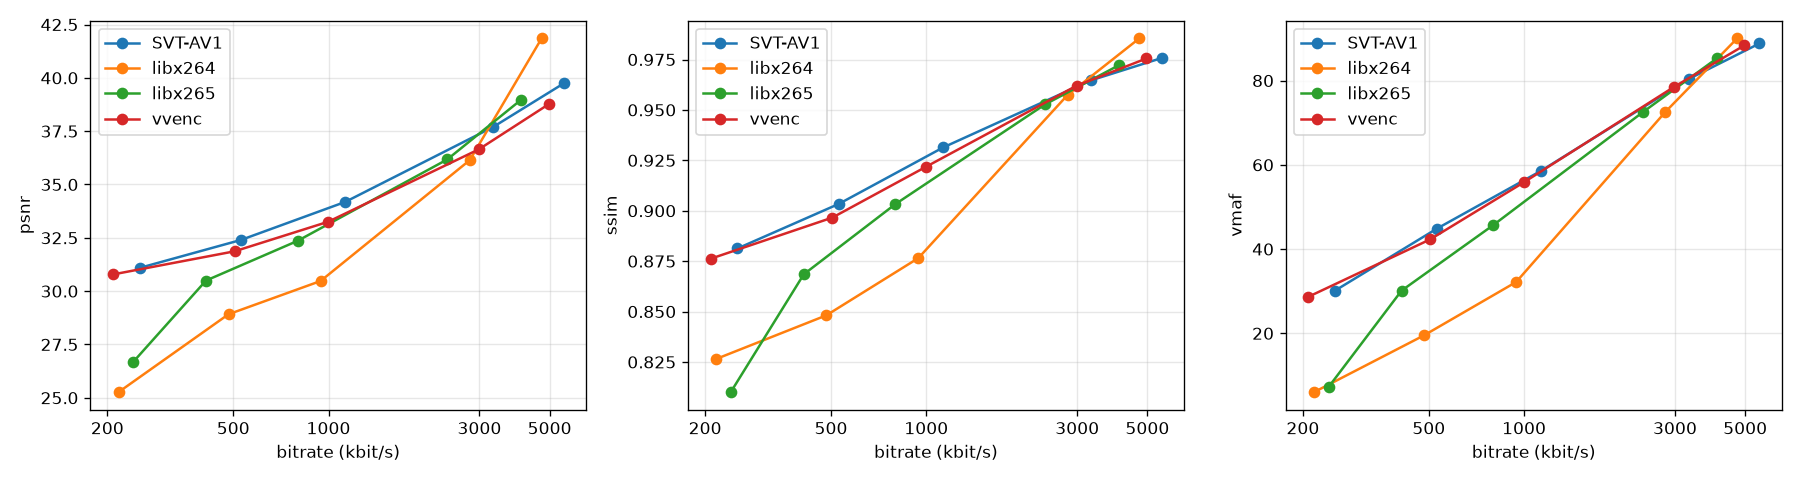 42.5
40.0
37.5
35.0
32.5
30.0
27.5
25.0
psnr
SVT-AV1
libx264
libx265
vvenc
200 500 1000 3000 5000
bitrate (kbit/s)
0.975
0.950
0.925
0.900
0.875
0.850
0.825
ssim
SVT-AV1
libx264
libx265
vvenc
200 500 1000 3000 5000
bitrate (kbit/s)
80
60
40
20
vmaf
SVT-AV1
libx264
libx265
vvenc
200 500 1000 3000 5000
bitrate (kbit/s)